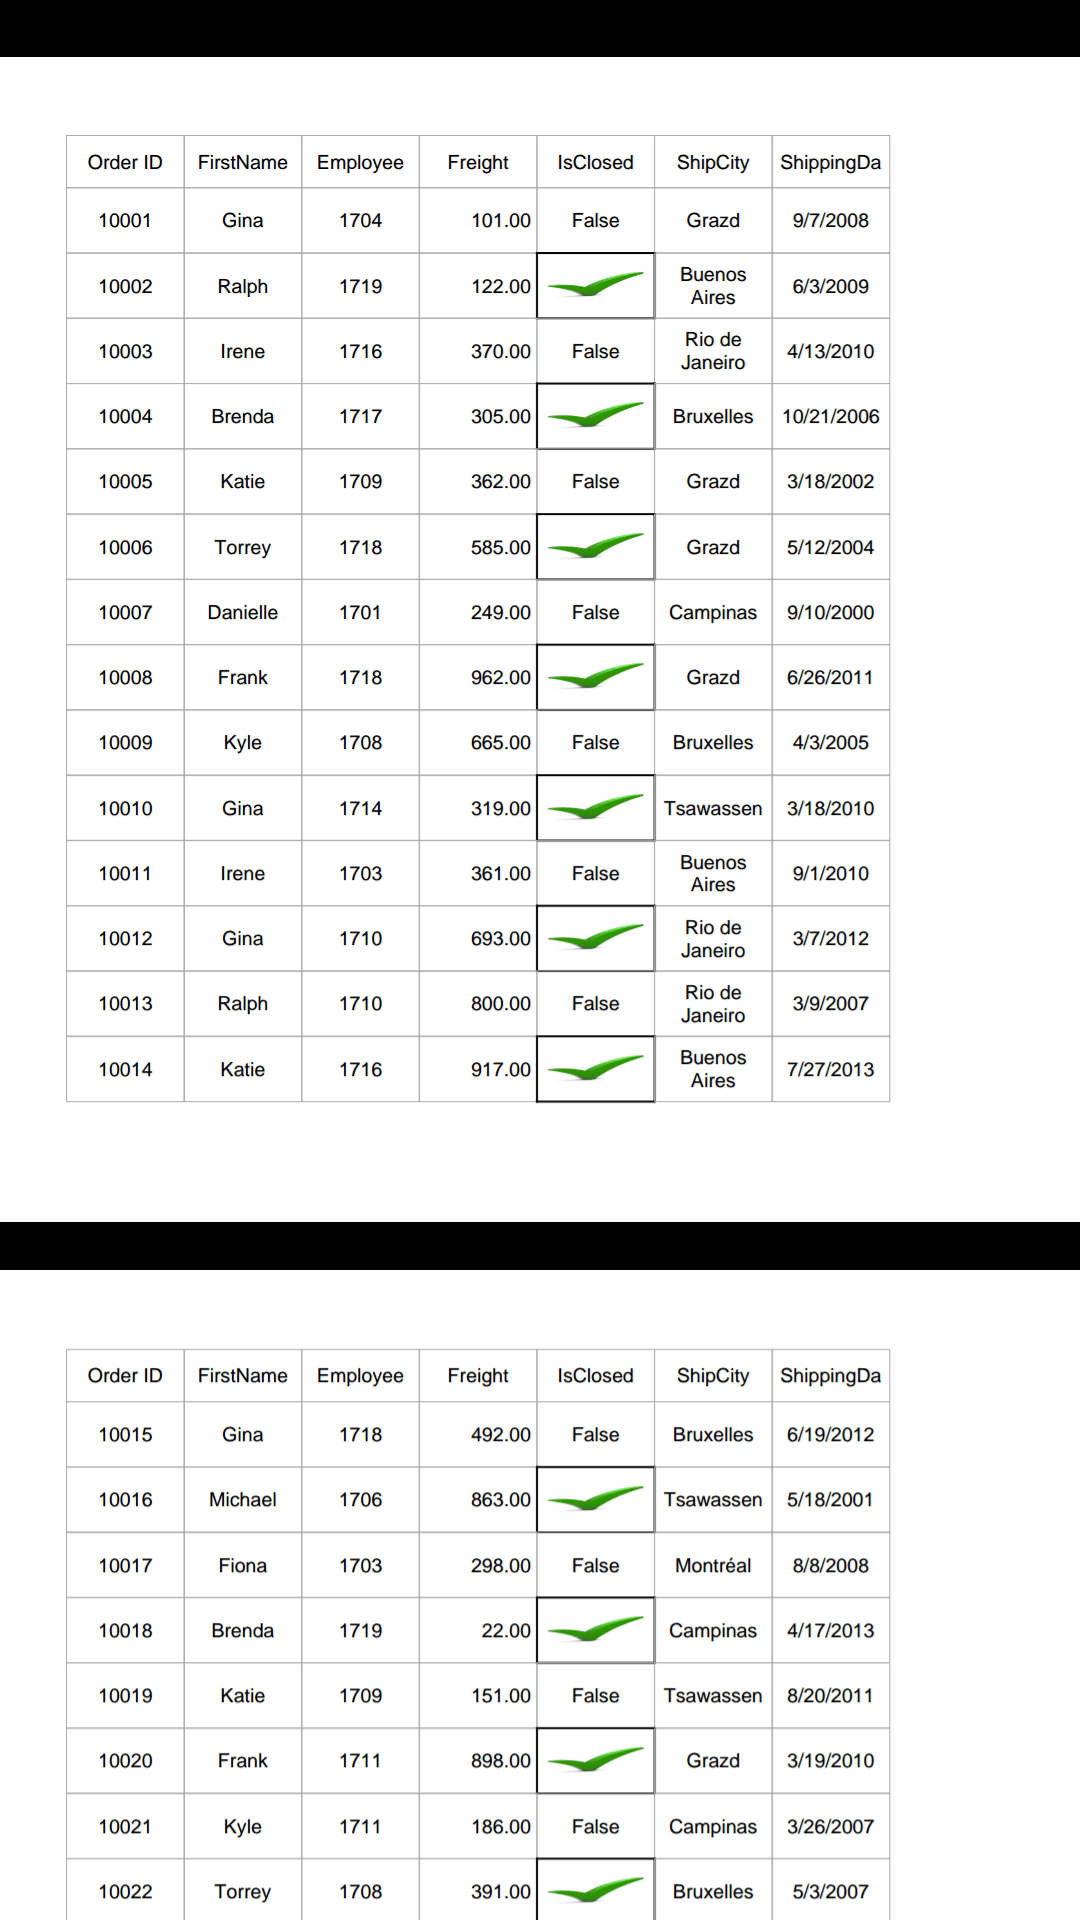 Order ID FirstName Employee Freight IsClosed ShipCity ShippingDa
10001 Gina 1704 101.00 False Grazd 9/7/2008
10002 Ralph 1719 122.00 Buenos Aires 6/3/2009
10003 Irene 1716 370.00 False Rio de Janeiro 4/13/2010
10004 Brenda 1717 305.00 Bruxelles 10/21/2006
10005 Katie 1709 362.00 False Grazd 3/18/2002
10006 Torrey 1718 585.00 Grazd 5/12/2004
10007 Danielle 1701 249.00 False Campinas 9/10/2000
10008 Frank 1718 962.00 Grazd 6/26/2011
10009 Kyle 1708 665.00 False Bruxelles 4/3/2005
10010 Gina 1714 319.00 Tsawassen 3/18/2010
10011 Irene 1703 361.00 False Buenos Aires 9/1/2010
10012 Gina 1710 693.00 Rio de Janeiro 3/7/2012
10013 Ralph 1710 800.00 False Rio de Janeiro 3/9/2007
10014 Katie 1716 917.00 Buenos Aires 7/27/2013
Order ID FirstName Employee Freight IsClosed ShipCity ShippingDa
10015 Gina 1718 492.00 False Bruxelles 6/19/2012
10016 Michael 1706 863.00 Tsawassen 5/18/2001
10017 Fiona 1703 298.00 False Montréal 8/8/2008
10018 Brenda 1719 22.00 Campinas 4/17/2013
10019 Katie 1709 151.00 False Tsawassen 8/20/2011
10020 Frank 1711 898.00 Grazd 3/19/2010
10021 Kyle 1711 186.00 False Campinas 3/26/2007
10022 Torrey 1708 391.00 Bruxelles 5/3/2007